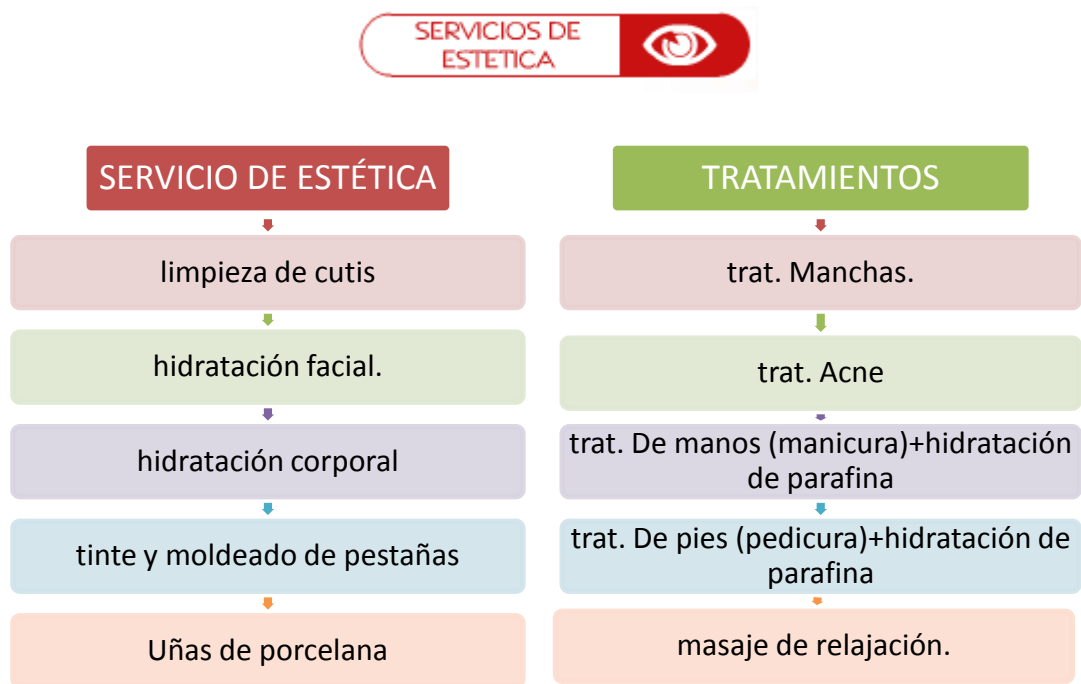 SERVICIOS DE
ESTETICA
SERVICIO DE ESTÉTICA
limpieza de cutis
hidratación facial.
hidratación corporal
tinte y moldeado de pestañas
Uñas de porcelana
TRATAMIENTOS
trat. Manchas.
trat. Acne
trat. De manos (manicura)+hidratación
de parafina
trat. De pies (pedicura)+hidratación de
parafina
masaje de relajación.